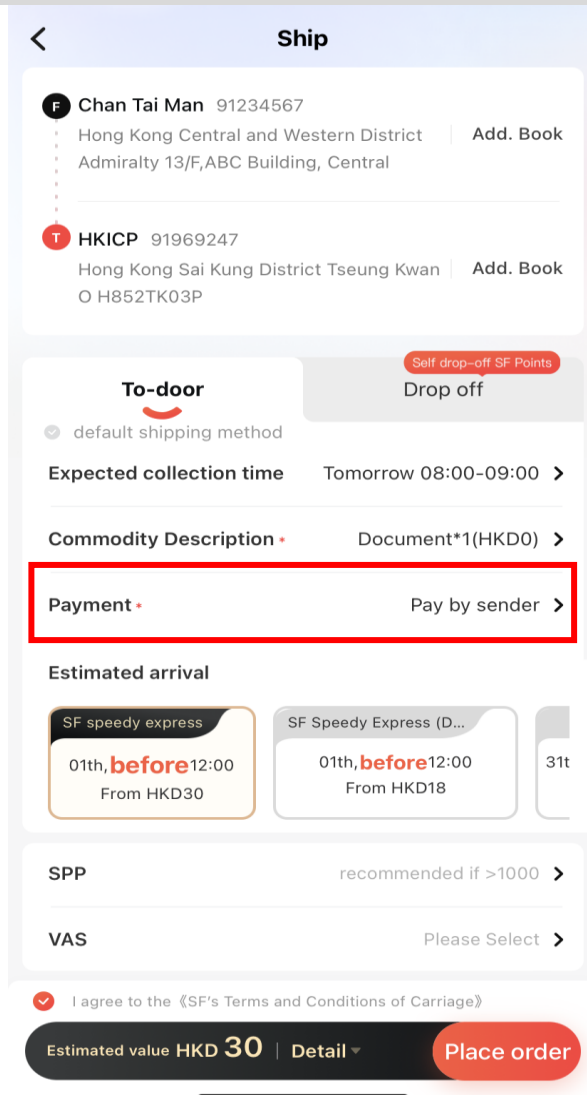 Ship
F Chan Tai Man 91234567
Hong Kong Central and Western District
Admiralty 13/F,ABC Building, Central
Add. Book
T HKICP 91969247
Hong Kong Sai Kung District Tseung Kwan
O H852TK03P
Add. Book
Self drop-off SF Points
To-door
Drop off
default shipping method
Expected collection time Tomorrow 08:00-09:00
Commodity Description * Document*1(HKD0)
Payment * Pay by sender
Estimated arrival
SF speedy express
01th,before12:00
From HKD30
SF Speedy Express (D...
01th,before12:00
From HKD18
31t
SPP recommended if >1000
VAS Please Select
I agree to the《SF's Terms and Conditions of Carriage》
Estimated value HKD 30 | Detail
Place order